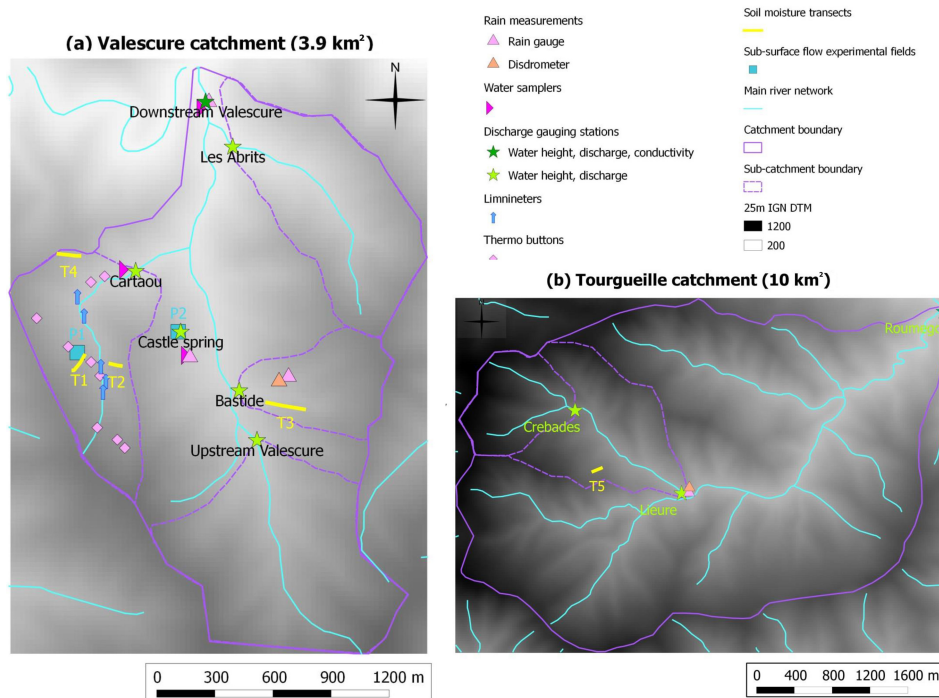 (a) Valescure catchment (3.9 km²)
N
Downstream Valescure
Les Abrits
T4
Cartaou
P1
P2
Castle spring
T1
T2
Bastide
T3
Upstream Valescure
0 300 600 900 1200 m
Rain measurements
Rain gauge
Disdrometer
Water samplers
Discharge gauging stations
Water height, discharge, conductivity
Water height, discharge
Limnineters
Thermo buttons
Soil moisture transects
Sub-surface flow experimental fields
Main river network
Catchment boundary
Sub-catchment boundary
25m IGN DTM
1200
200
(b) Tourgueille catchment (10 km²)
N
Crebades
T5
Lieure
0 400 800 1200 1600 m